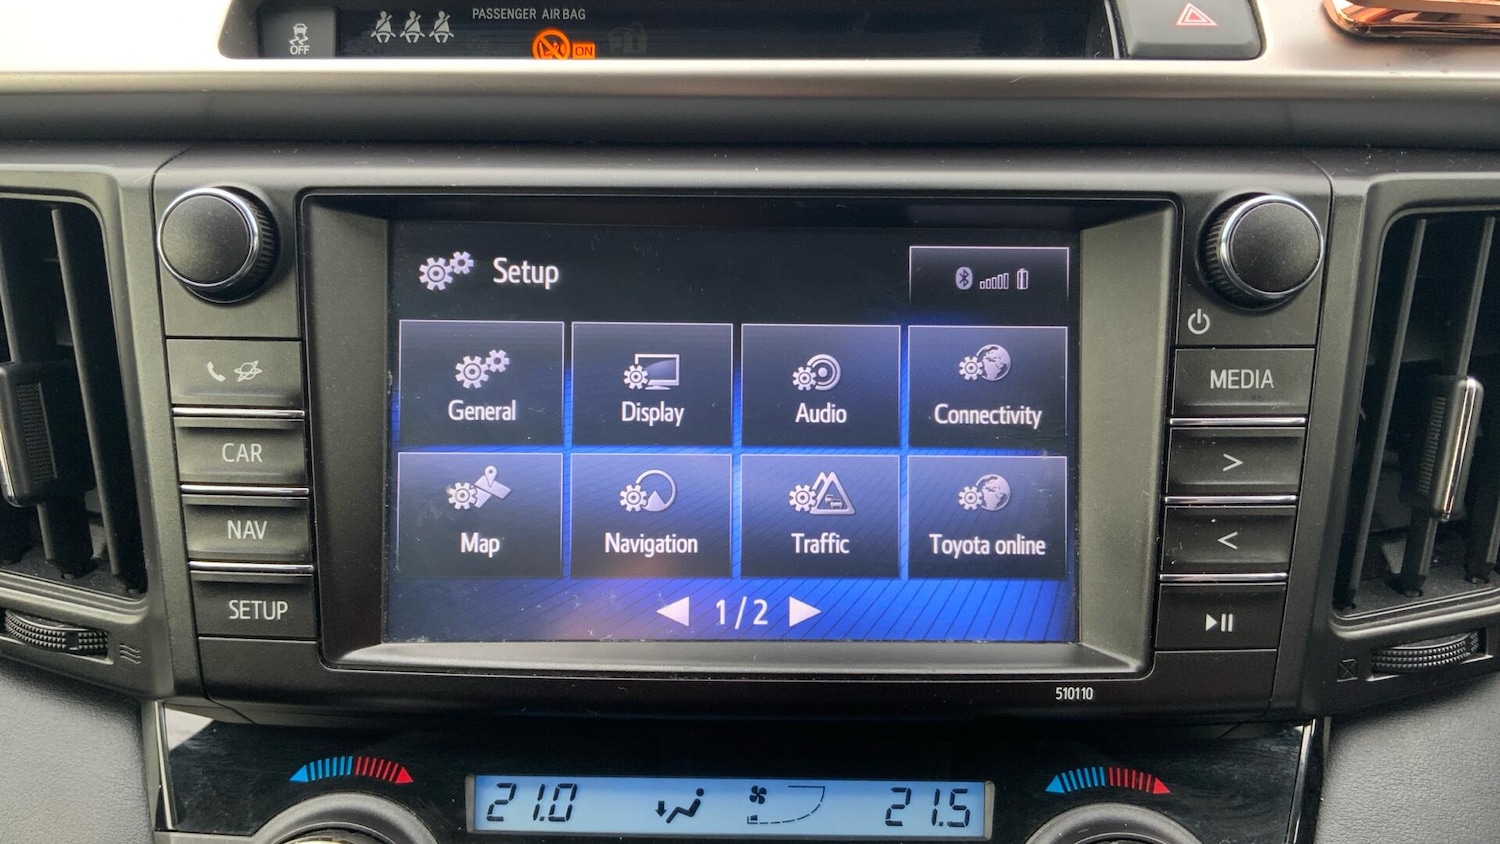 PASSENGER AIR BAG
OFF
ON
Setup
General
Display
Audio
Connectivity
Map
Navigation
Traffic
Toyota online
1/2
CAR
NAV
SETUP
MEDIA
>
<
510110
21.0
21.5